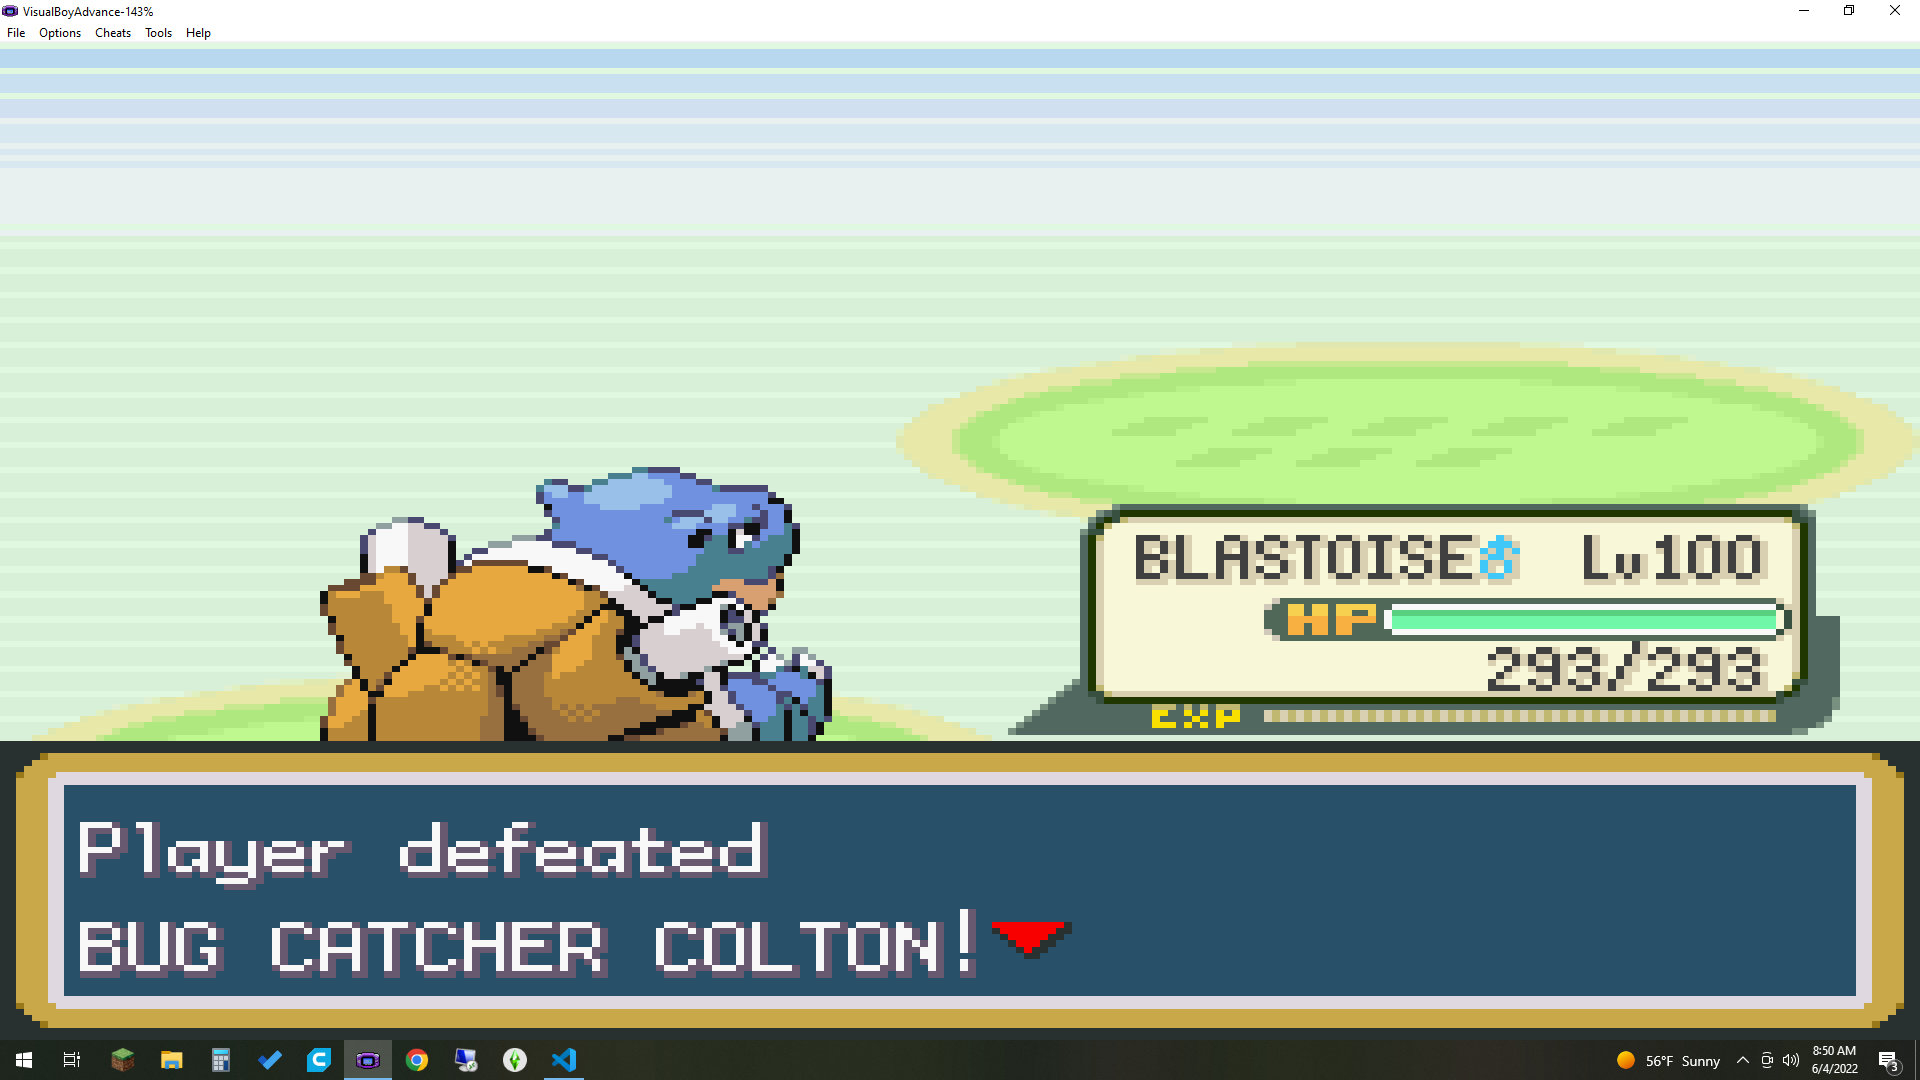 VisualBoyAdvance-143%
File Options Cheats Tools Help
BLASTOISE♂ Lv100
HP
293/293
EXP
Player defeated
BUG CATCHER COLTON!
56°F Sunny
8:50 AM
6/4/2022
3